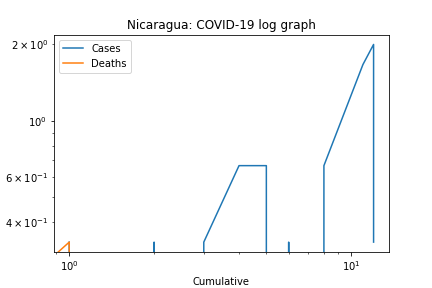 Nicaragua: COVID-19 log graph
Cases
Deaths
2 × 10⁰
10⁰
6 × 10⁻¹
4 × 10⁻¹
10⁰
10¹
Cumulative